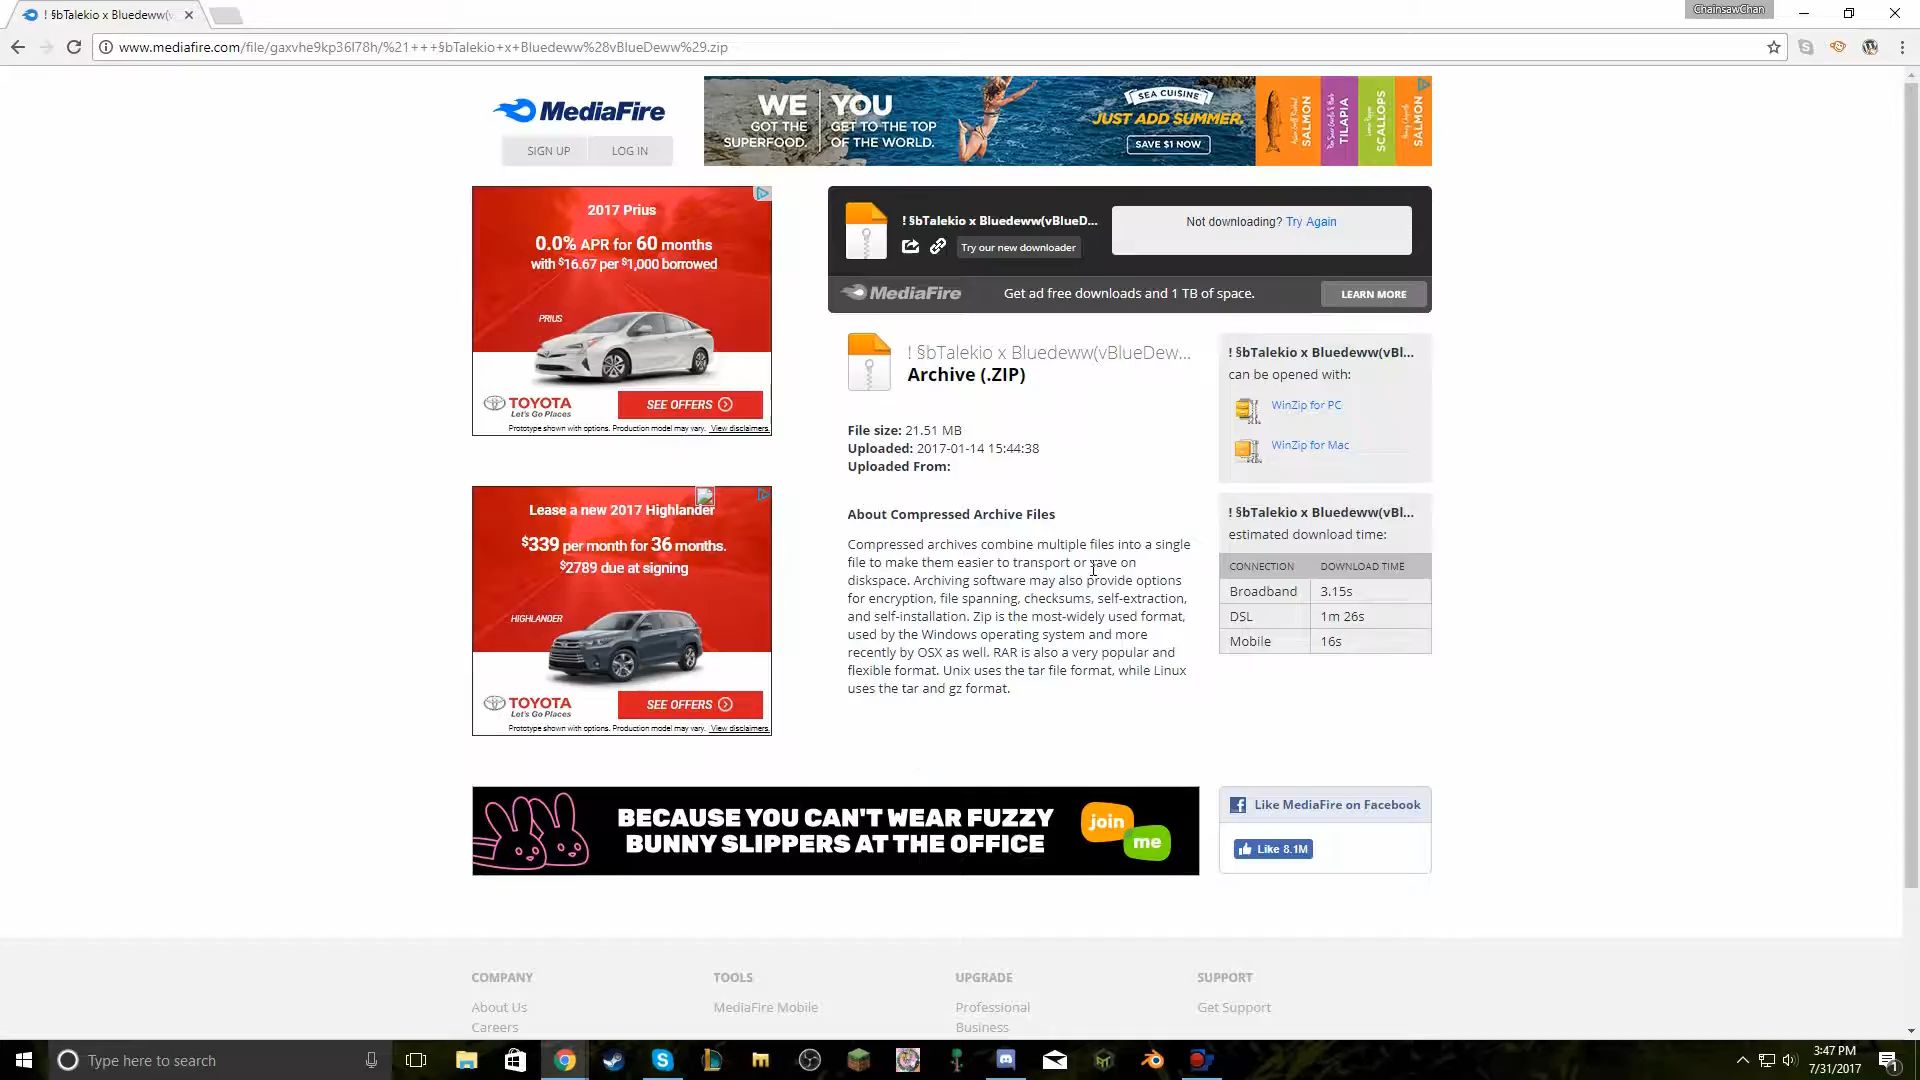 ! §bTalekio x Bluedeww(v
ChainsawChan
www.mediafire.com/file/gaxvhe9kp36l78h/%21+++§bTalekio+x+Bluedeww%28vBlueDeww%29.zip
MediaFire
SIGN UP
LOG IN
WE
GOT THE
SUPERFOOD.
YOU
GET TO THE TOP
OF THE WORLD.
SEA CUISINE
JUST ADD SUMMER.
SAVE $1 NOW
SALMON
TILAPIA
SCALLOPS
SALMON
2017 Prius
0.0% APR for 60 months
with $16.67 per $1,000 borrowed
PRIUS
TOYOTA
Let's Go Places
SEE OFFERS
Prototype shown with options. Production model may vary. View disclaimers.
! §bTalekio x Bluedeww(vBlueD...
Try our new downloader
Not downloading? Try Again
MediaFire
Get ad free downloads and 1 TB of space.
LEARN MORE
! §bTalekio x Bluedeww(vBlueDew...
Archive (.ZIP)
File size: 21.51 MB
Uploaded: 2017-01-14 15:44:38
Uploaded From:
About Compressed Archive Files
Compressed archives combine multiple files into a single
file to make them easier to transport or save on
diskspace. Archiving software may also provide options
for encryption, file spanning, checksums, self-extraction,
and self-installation. Zip is the most-widely used format,
used by the Windows operating system and more
recently by OSX as well. RAR is also a very popular and
flexible format. Unix uses the tar file format, while Linux
uses the tar and gz format.
! §bTalekio x Bluedeww(vBl...
can be opened with:
WinZip for PC
WinZip for Mac
! §bTalekio x Bluedeww(vBl...
estimated download time:
CONNECTION DOWNLOAD TIME
Broadband 3.15s
DSL 1m 26s
Mobile 16s
Lease a new 2017 Highlander
$339 per month for 36 months.
$2789 due at signing
HIGHLANDER
TOYOTA
Let's Go Places
SEE OFFERS
Prototype shown with options. Production model may vary. View disclaimers.
BECAUSE YOU CAN'T WEAR FUZZY
BUNNY SLIPPERS AT THE OFFICE
join
me
Like MediaFire on Facebook
Like 8.1M
COMPANY
About Us
Careers
TOOLS
MediaFire Mobile
UPGRADE
Professional
Business
SUPPORT
Get Support
Type here to search
3:47 PM
7/31/2017
1